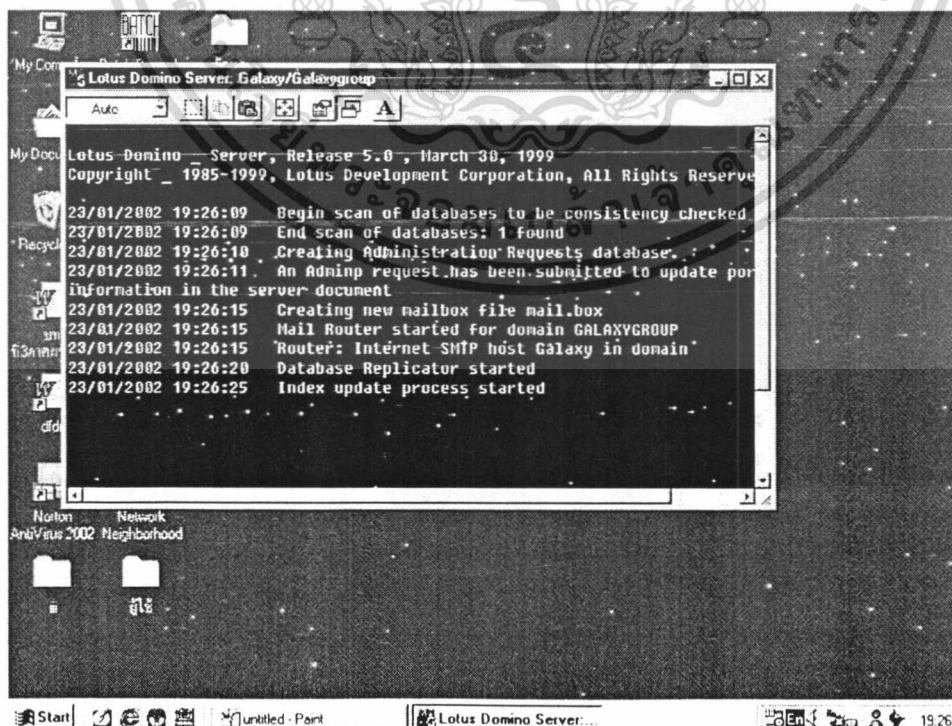 BATCH
My Com
Lotus Domino Server: Galaxy/Galaxygroup
Auto
A
My Docu
Lotus Domino _ Server, Release 5.0 , March 30, 1999
Copyright _ 1985-1999, Lotus Development Corporation, All Rights Reserve
23/01/2002 19:26:09 Begin scan of databases to be consistency checked
23/01/2002 19:26:09 End scan of databases: 1 found
Recycle
23/01/2002 19:26:10 Creating Administration Requests database.
23/01/2002 19:26:11 An Adminp request has been submitted to update por
information in the server document
23/01/2002 19:26:15 Creating new mailbox file mail.box
23/01/2002 19:26:15 Mail Router started for domain GALAXYGROUP
23/01/2002 19:26:15 Router: Internet SMTP host Galaxy in domain
23/01/2002 19:26:20 Database Replicator started
23/01/2002 19:26:25 Index update process started
Norton
AntiVirus 2002
Network
Neighborhood
Start
untitled - Paint
Lotus Domino Server:...
En
19:26